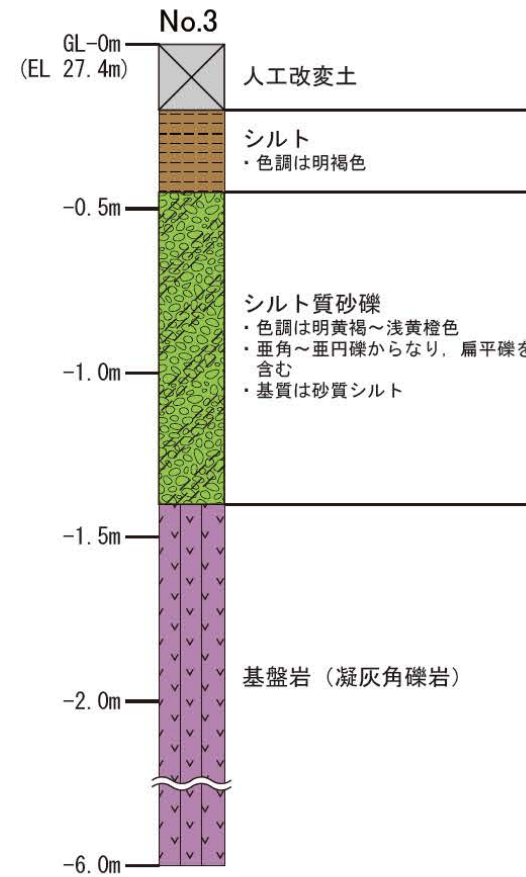 No.3
GL-0m
(EL 27.4m)
人工改変土
シルト
・色調は明褐色
-0.5m
シルト質砂礫
・色調は明黄褐～浅黄橙色
・亜角～亜円礫からなり，扁平礫を
含む
・基質は砂質シルト
-1.0m
-1.5m
基盤岩（凝灰角礫岩）
-2.0m
-6.0m